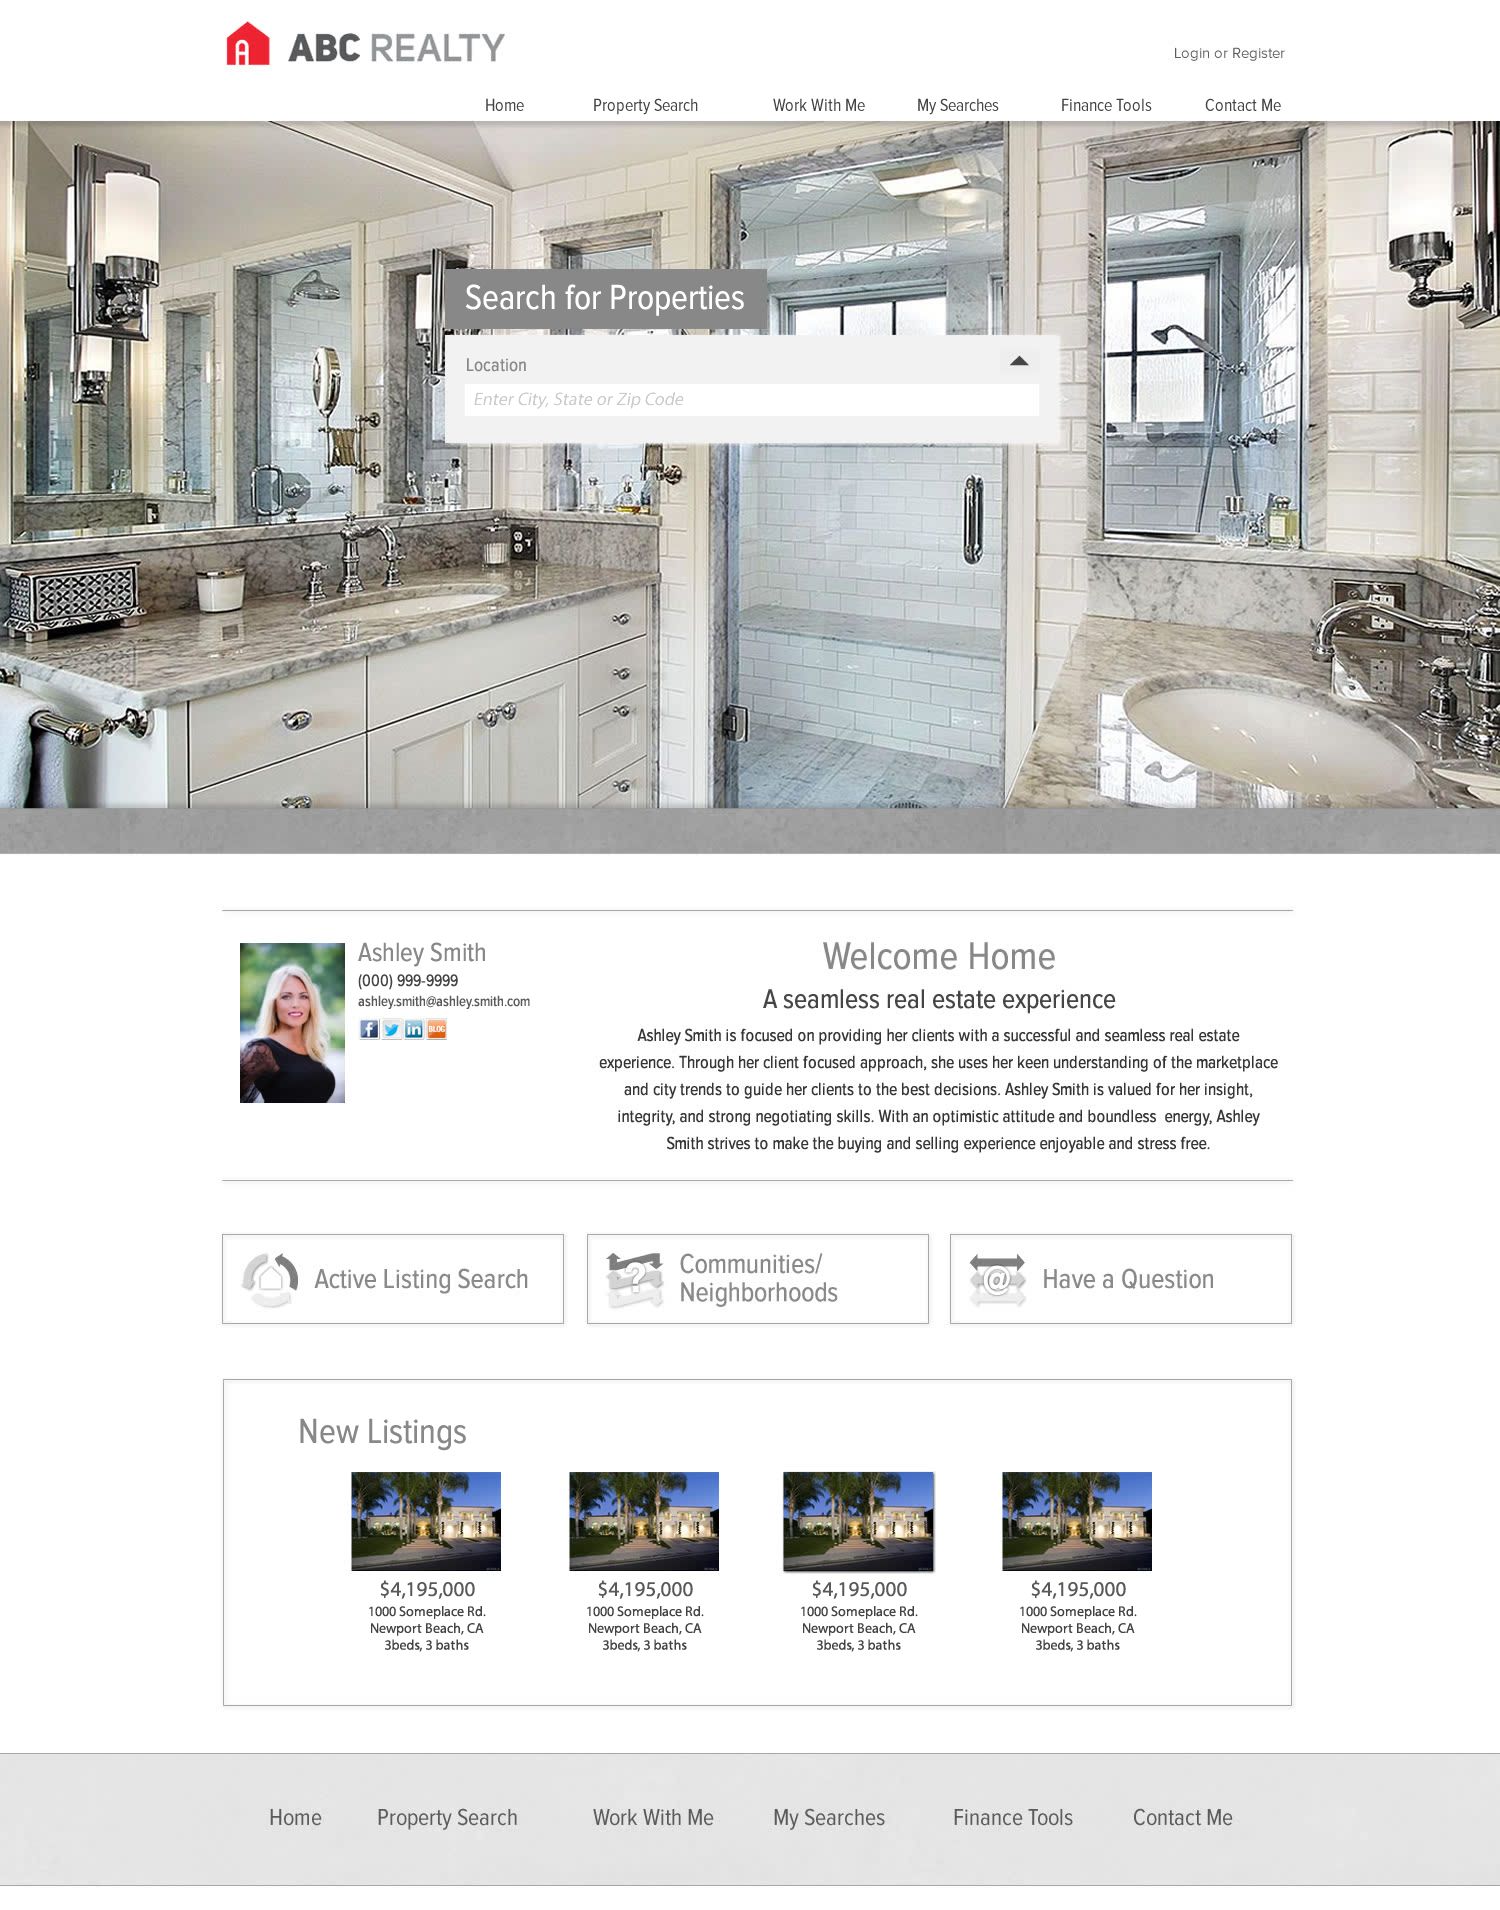 ABC REALTY
Login or Register
Home Property Search Work With Me My Searches Finance Tools Contact Me
Search for Properties
Location
Enter City, State or Zip Code
Ashley Smith
(000) 999-9999
ashley.smith@ashley.smith.com
BLOG
Welcome Home
A seamless real estate experience
Ashley Smith is focused on providing her clients with a successful and seamless real estate
experience. Through her client focused approach, she uses her keen understanding of the marketplace
and city trends to guide her clients to the best decisions. Ashley Smith is valued for her insight,
integrity, and strong negotiating skills. With an optimistic attitude and boundless  energy, Ashley
Smith strives to make the buying and selling experience enjoyable and stress free.
Active Listing Search
Communities/
Neighborhoods
Have a Question
New Listings
$4,195,000
1000 Someplace Rd.
Newport Beach, CA
3beds, 3 baths
$4,195,000
1000 Someplace Rd.
Newport Beach, CA
3beds, 3 baths
$4,195,000
1000 Someplace Rd.
Newport Beach, CA
3beds, 3 baths
$4,195,000
1000 Someplace Rd.
Newport Beach, CA
3beds, 3 baths
Home Property Search Work With Me My Searches Finance Tools Contact Me